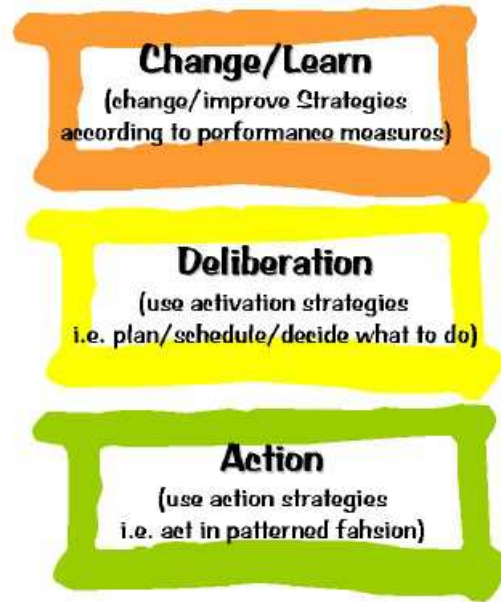 Change/Learn
(change/improve Strategies
according to performance measures)
Deliberation
(use activation strategies
i.e. plan/schedule/decide what to do)
Action
(use action strategies
i.e. act in patterned fahsion)